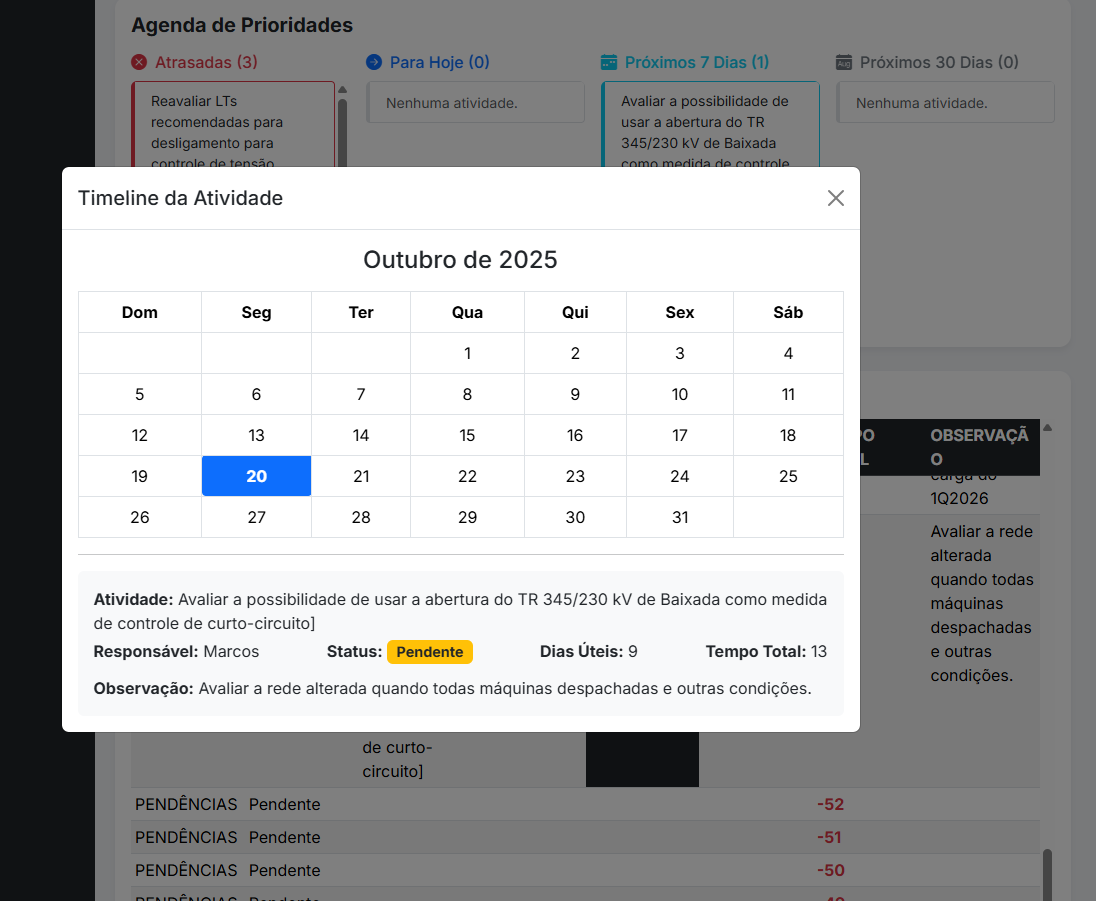 Agenda de Prioridades
Atrasadas (3)
Para Hoje (0)
Próximos 7 Dias (1)
Próximos 30 Dias (0)
Reavaliar LTs
recomendadas para
desligamento para
controle de tensão
Nenhuma atividade.
Avaliar a possibilidade de
usar a abertura do TR
345/230 kV de Baixada
como medida de controle
Nenhuma atividade.
Timeline da Atividade
Outubro de 2025
Dom Seg Ter Qua Qui Sex Sáb
1 2 3 4
5 6 7 8 9 10 11
12 13 14 15 16 17 18
19 20 21 22 23 24 25
26 27 28 29 30 31
Atividade: Avaliar a possibilidade de usar a abertura do TR 345/230 kV de Baixada como medida
de controle de curto-circuito]
Responsável: Marcos Status: Pendente Dias Úteis: 9 Tempo Total: 13
Observação: Avaliar a rede alterada quando todas máquinas despachadas e outras condições.
OBSERVAÇÃ
O
carga do
1Q2026
Avaliar a rede
alterada
quando todas
máquinas
despachadas
e outras
condições.
de curto-
circuito]
PENDÊNCIAS Pendente -52
PENDÊNCIAS Pendente -51
PENDÊNCIAS Pendente -50